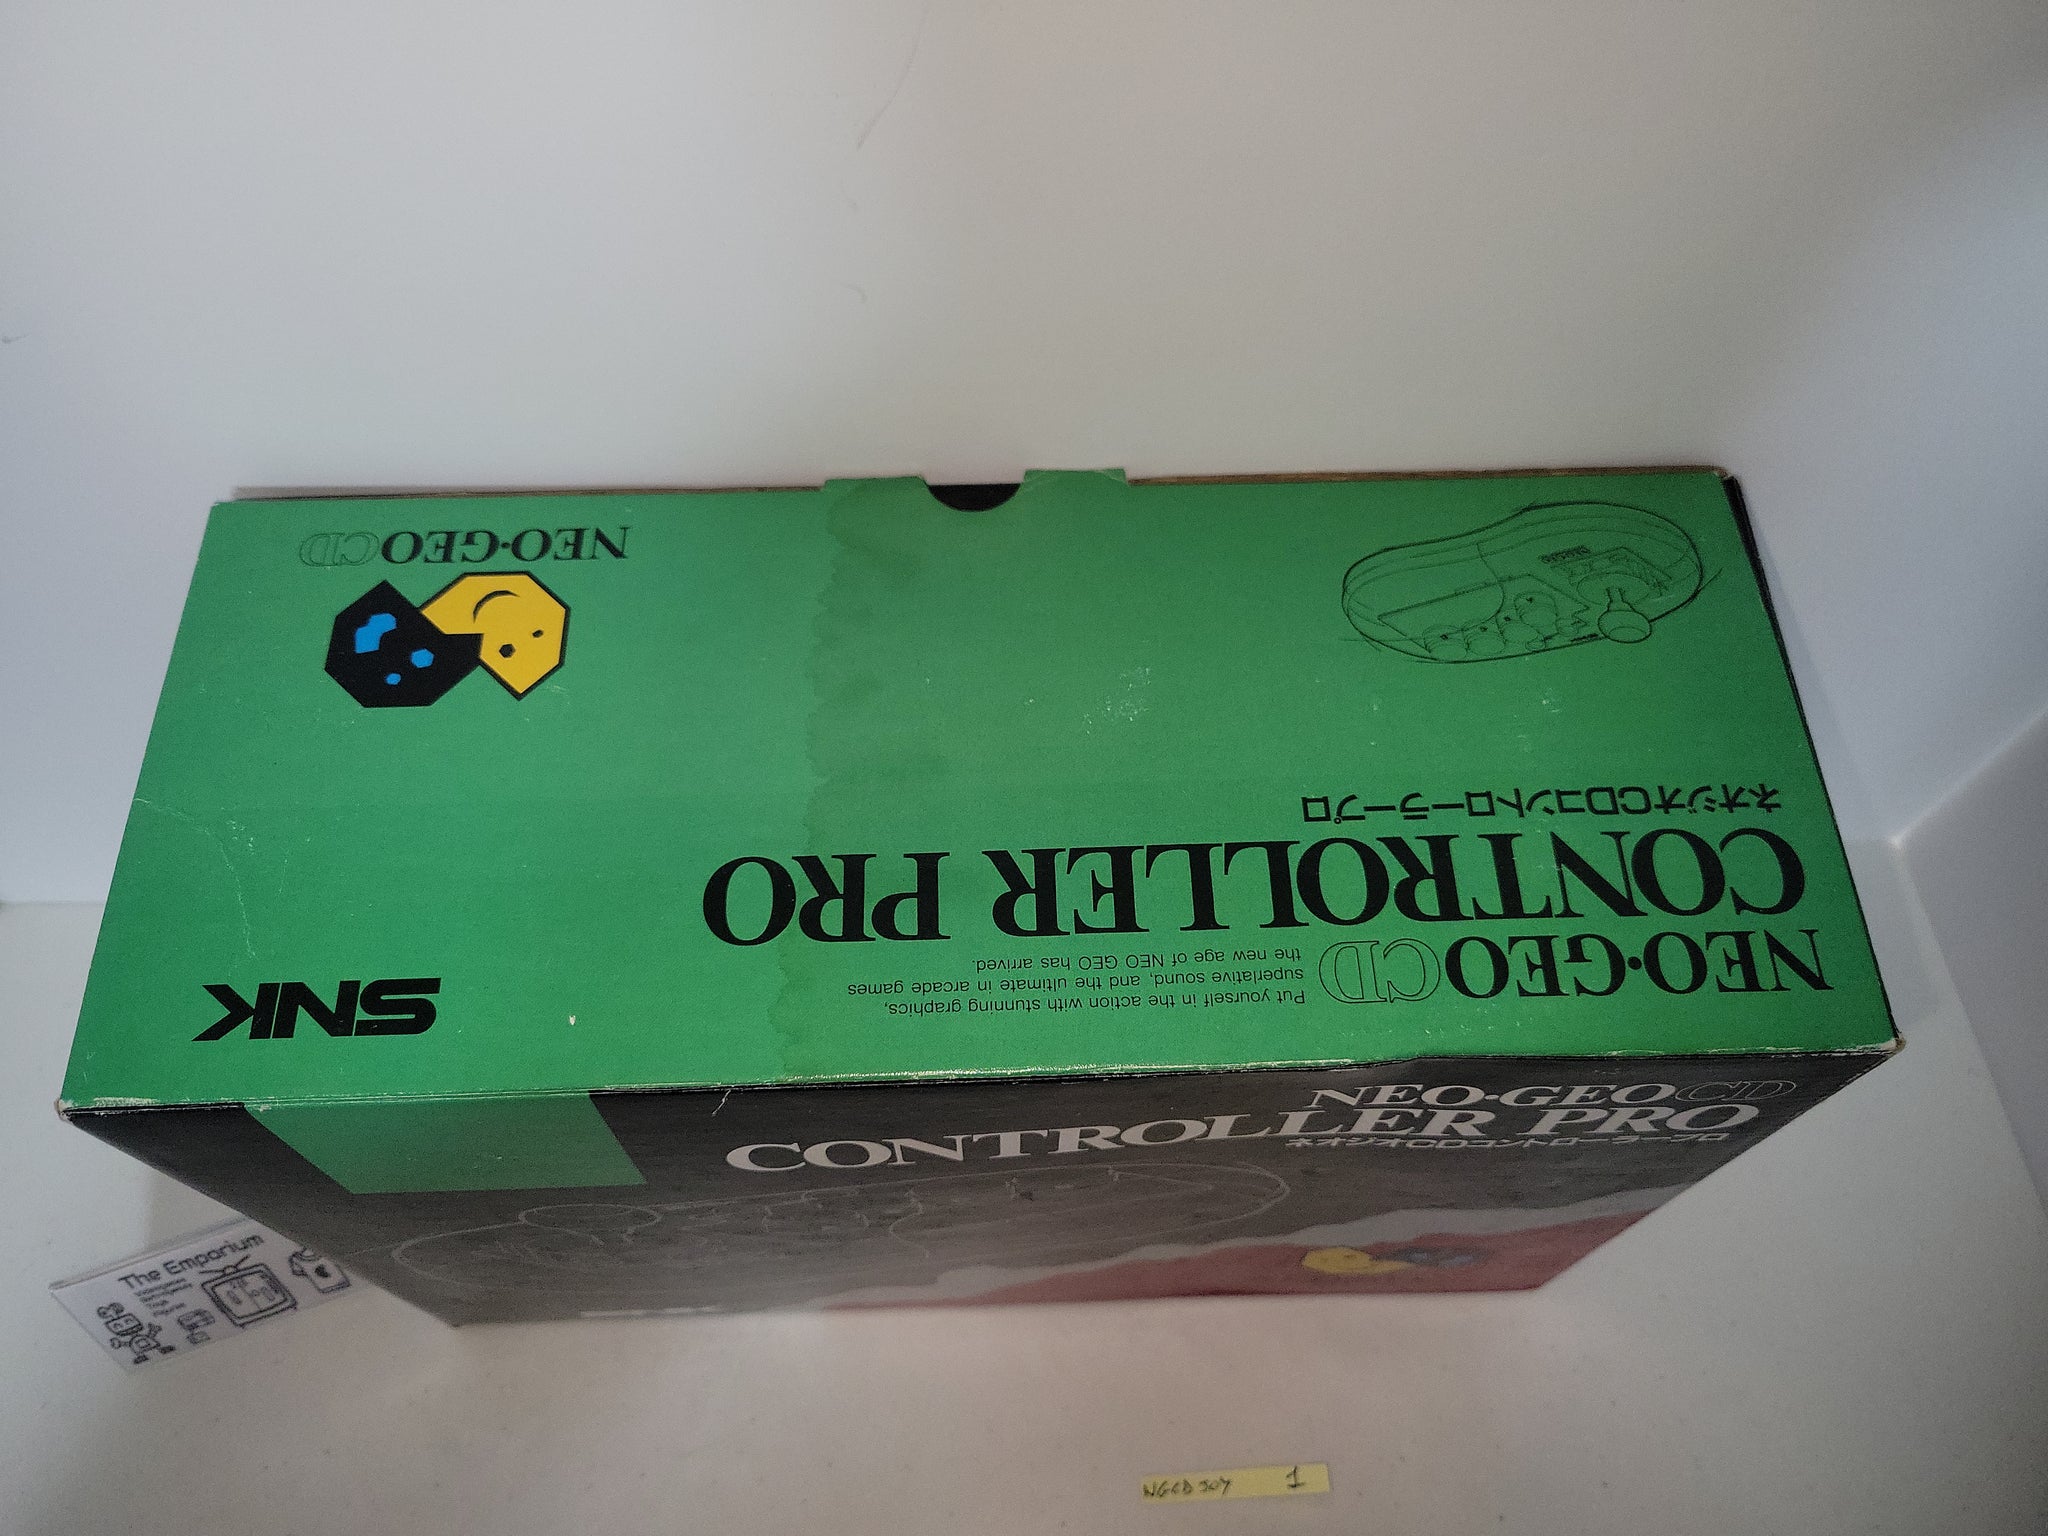 NEO・GEO CD
CONTROLLER PRO
ネオジオCDコントローラープロ
Put yourself in the action with stunning graphics,
superlative sound, and the ultimate in arcade games
the new age of NEO GEO has arrived.
SNK
NEO・GEO CD
NEO・GEO CD
CONTROLLER PRO
ネオジオCDコントローラープロ
The Emporium
NGCD JOY 1